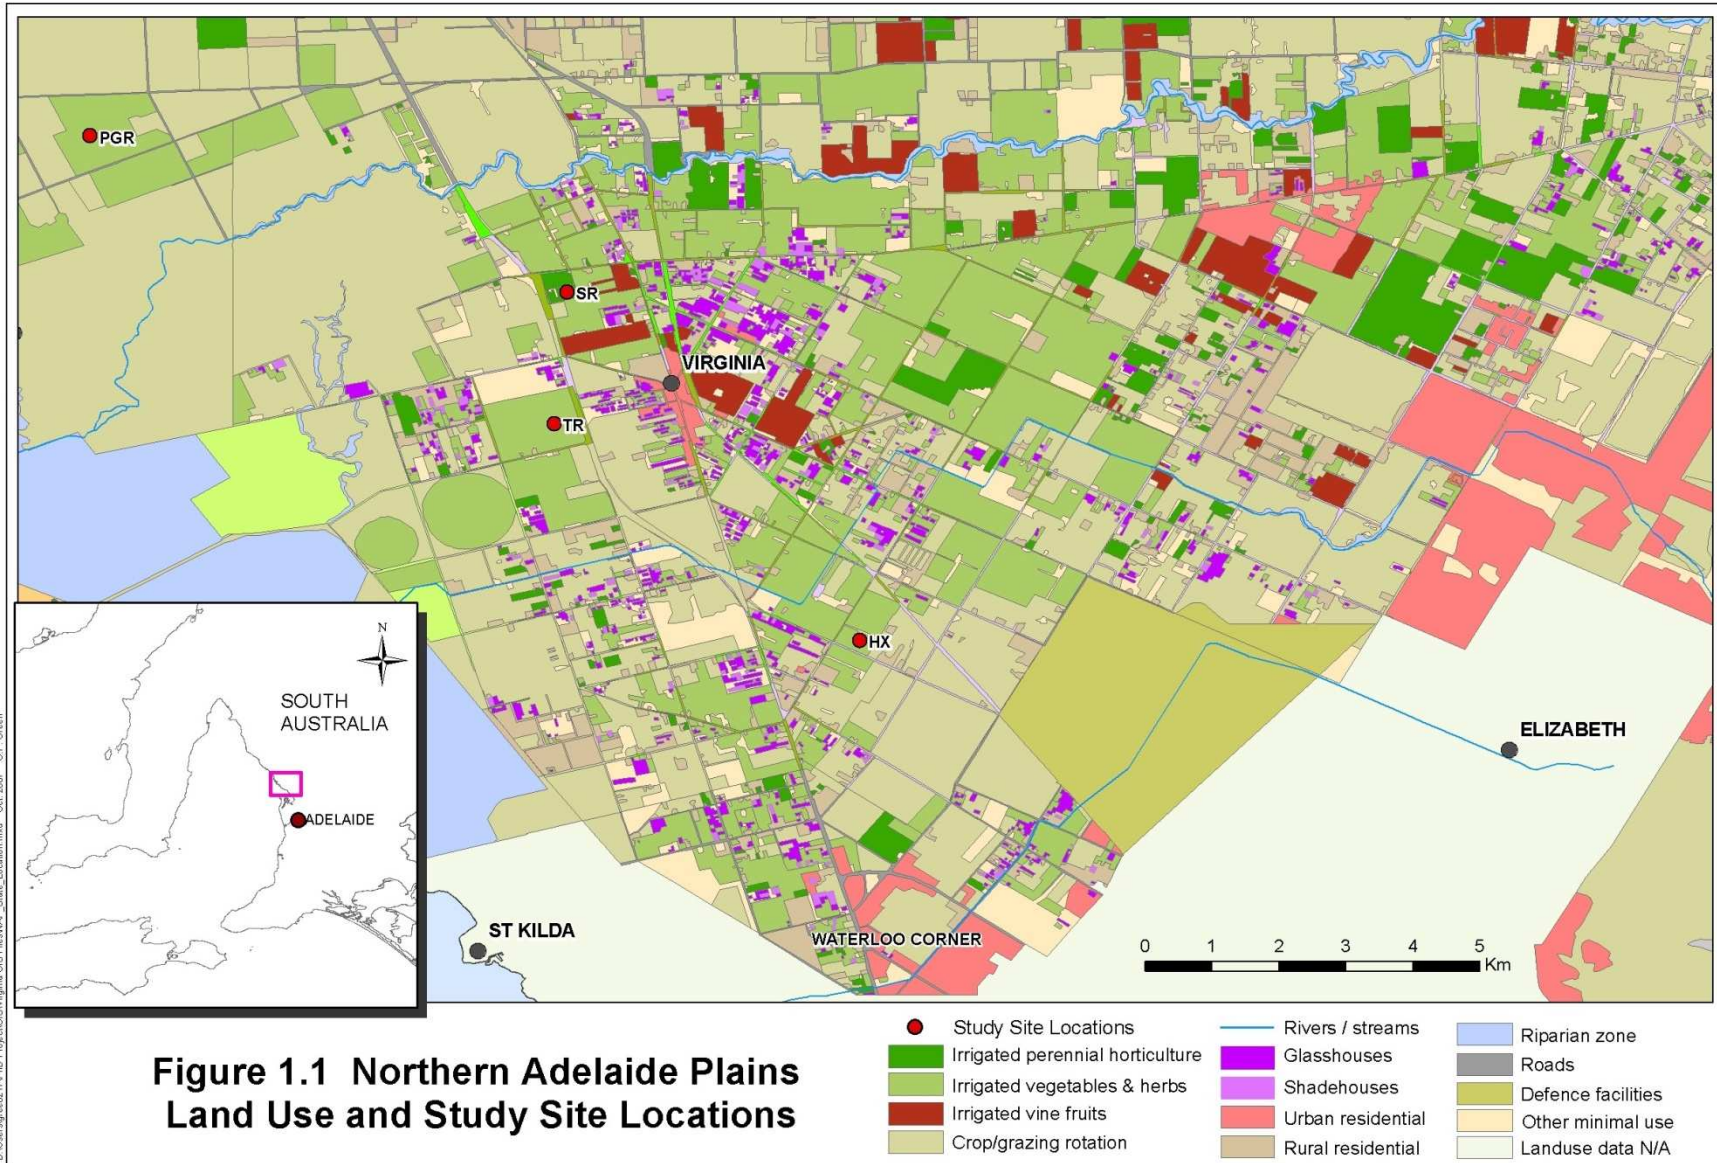 PGR
SR
VIRGINIA
TR
HX
ELIZABETH
N
SOUTH
AUSTRALIA
ADELAIDE
ST KILDA
WATERLOO CORNER
0 1 2 3 4 5
Km
Figure 1.1 Northern Adelaide Plains
Land Use and Study Site Locations
Study Site Locations
Irrigated perennial horticulture
Irrigated vegetables & herbs
Irrigated vine fruits
Crop/grazing rotation
Rivers / streams
Glasshouses
Shadehouses
Urban residential
Rural residential
Riparian zone
Roads
Defence facilities
Other minimal use
Landuse data N/A